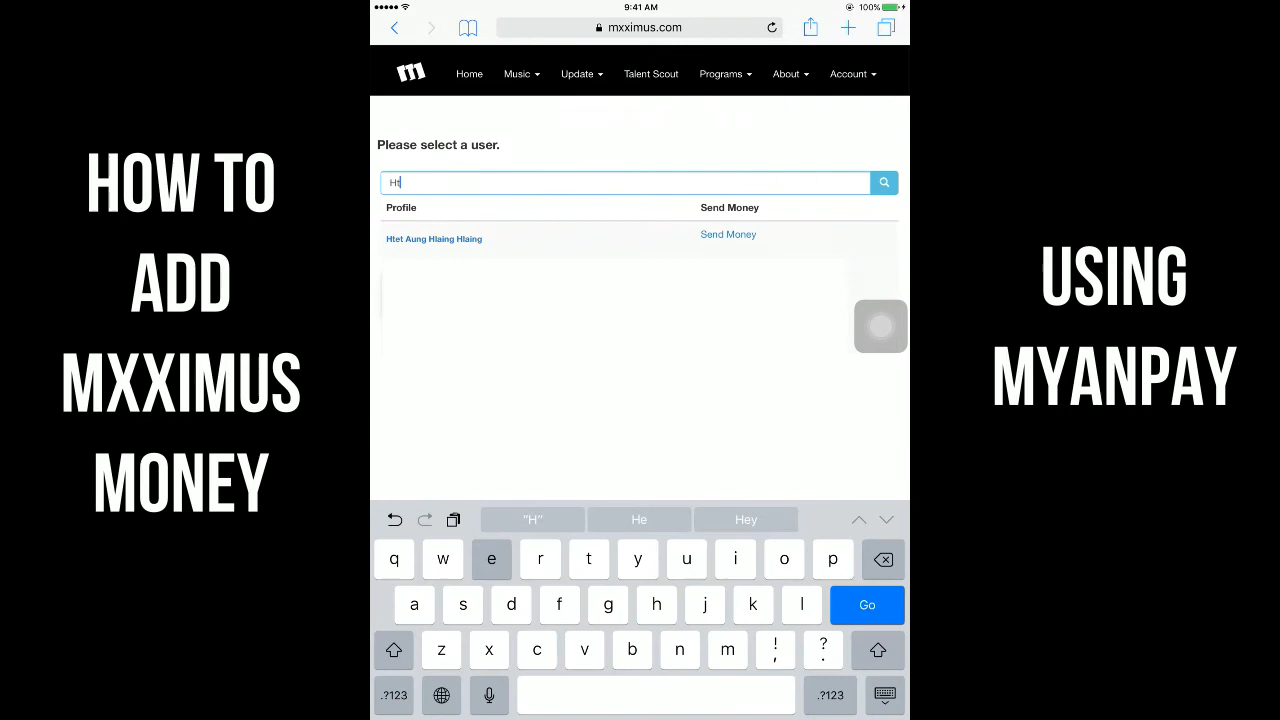 HOW TO
ADD
MXXIMUS
MONEY
9:41 AM
100%
mxximus.com
m
Home
Music
Update
Talent Scout
Programs
About
Account
Please select a user.
Ht
Profile
Send Money
Htet Aung Hlaing Hlaing
Send Money
"H"
He
Hey
q w e r t y u i o p
a s d f g h j k l
Go
z x c v b n m ! , ? .
.?123
.?123
USING
MYANPAY